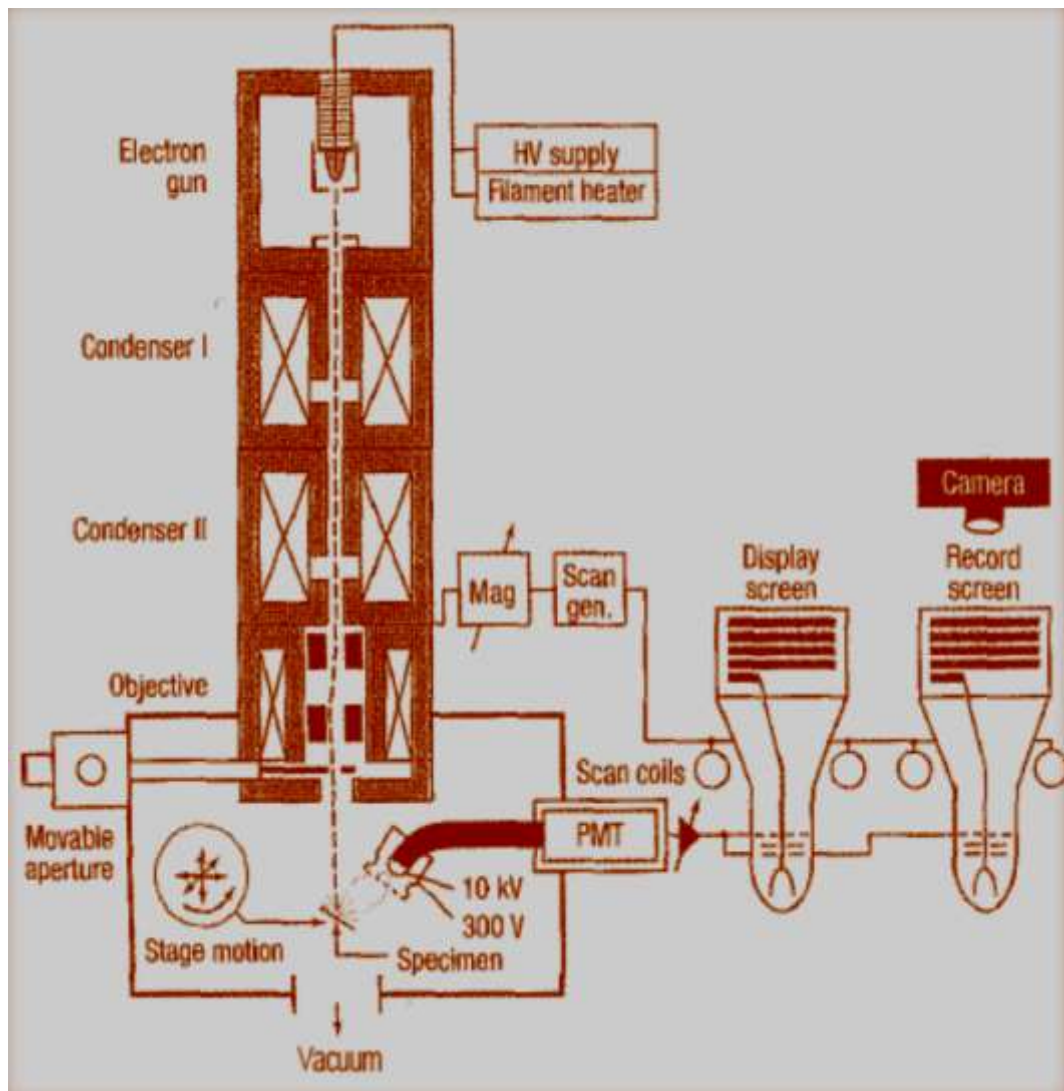 Electron
gun
HV supply
Filament heater
Condenser I
Condenser II
Camera
Display
screen
Record
screen
Mag
Scan
gen.
Objective
Scan coils
Movable
aperture
PMT
10 kV
300 V
Stage motion
Specimen
Vacuum